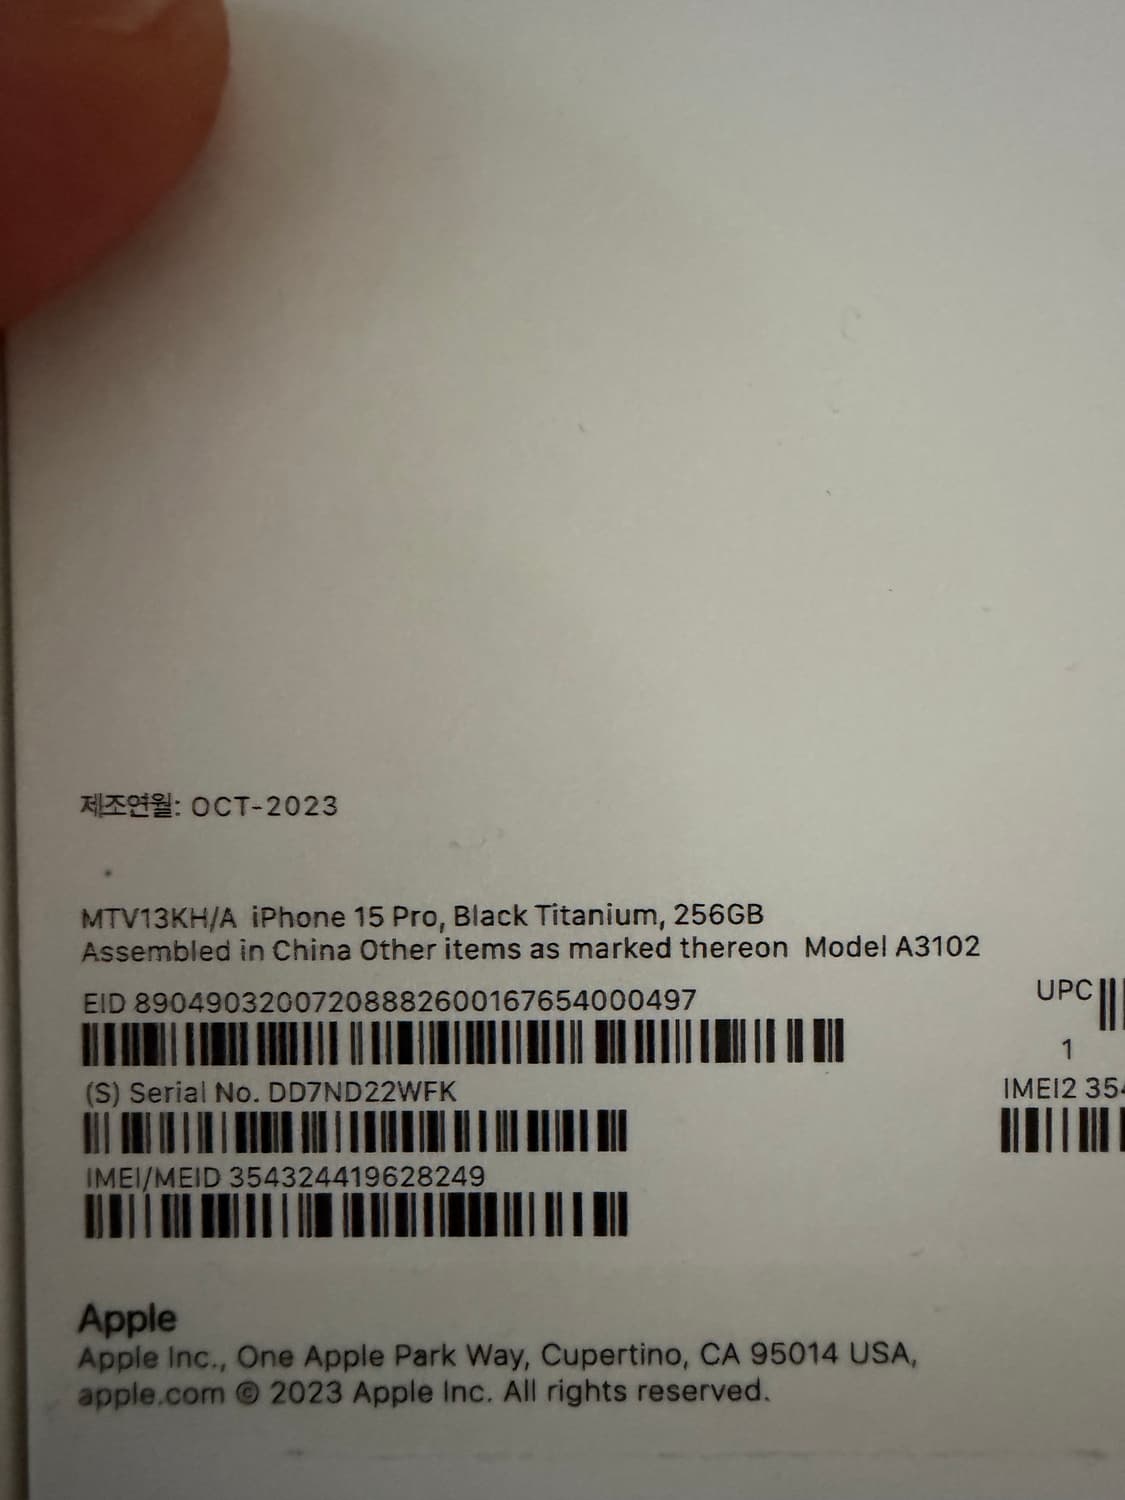 제조연월: OCT-2023
MTV13KH/A iPhone 15 Pro, Black Titanium, 256GB
Assembled in China Other items as marked thereon Model A3102
EID 89049032007208882600167654000497
UPC
1
(S) Serial No. DD7ND22WFK
IMEI2 35
IMEI/MEID 354324419628249
Apple
Apple Inc., One Apple Park Way, Cupertino, CA 95014 USA,
apple.com © 2023 Apple Inc. All rights reserved.